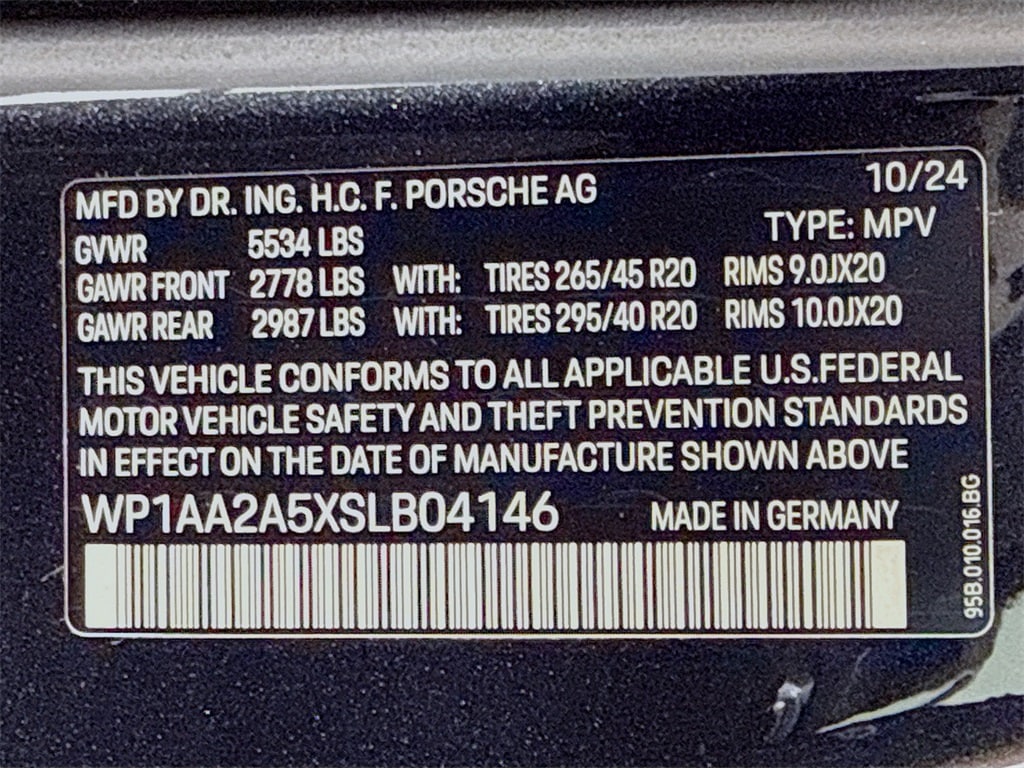 MFD BY DR. ING. H.C. F. PORSCHE AG 10/24
GVWR 5534 LBS TYPE: MPV
GAWR FRONT 2778 LBS WITH: TIRES 265/45 R20 RIMS 9.0JX20
GAWR REAR 2987 LBS WITH: TIRES 295/40 R20 RIMS 10.0JX20
THIS VEHICLE CONFORMS TO ALL APPLICABLE U.S.FEDERAL
MOTOR VEHICLE SAFETY AND THEFT PREVENTION STANDARDS
IN EFFECT ON THE DATE OF MANUFACTURE SHOWN ABOVE
WP1AA2A5XSLB04146 MADE IN GERMANY
95B.010.016.BG